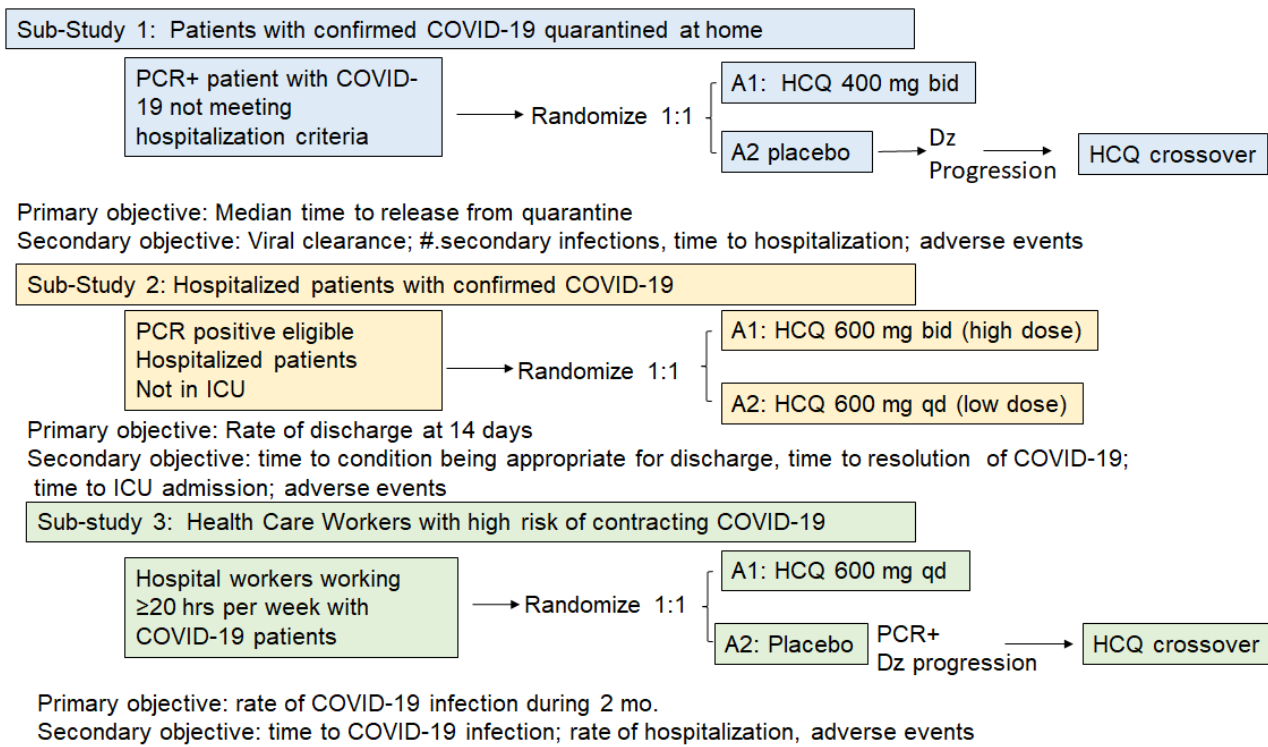 Sub-Study 1:  Patients with confirmed COVID-19 quarantined at home
PCR+ patient with COVID-
19 not meeting
hospitalization criteria
Randomize 1:1
A1:  HCQ 400 mg bid
A2 placebo
Dz
Progression
HCQ crossover
Primary objective: Median time to release from quarantine
Secondary objective: Viral clearance; #.secondary infections, time to hospitalization; adverse events
Sub-Study 2: Hospitalized patients with confirmed COVID-19
PCR positive eligible
Hospitalized patients
Not in ICU
Randomize 1:1
A1: HCQ 600 mg bid (high dose)
A2: HCQ 600 mg qd (low dose)
Primary objective: Rate of discharge at 14 days
Secondary objective: time to condition being appropriate for discharge, time to resolution of COVID-19;
time to ICU admission; adverse events
Sub-study 3:  Health Care Workers with high risk of contracting COVID-19
Hospital workers working
≥20 hrs per week with
COVID-19 patients
Randomize 1:1
A1: HCQ 600 mg qd
A2: Placebo
PCR+
Dz progression
HCQ crossover
Primary objective: rate of COVID-19 infection during 2 mo.
Secondary objective: time to COVID-19 infection; rate of hospitalization, adverse events